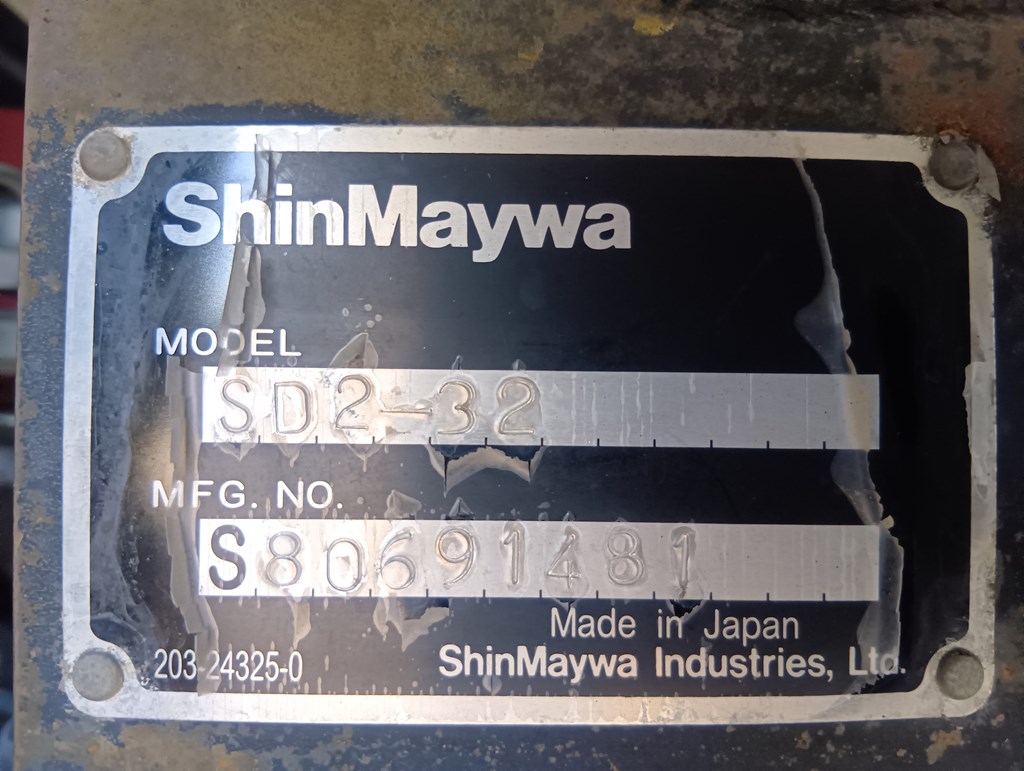 ShinMaywa
MODEL
SD2-32
MFG. NO.
S80691481
Made in Japan
203-24325-0
ShinMaywa Industries, Ltd.